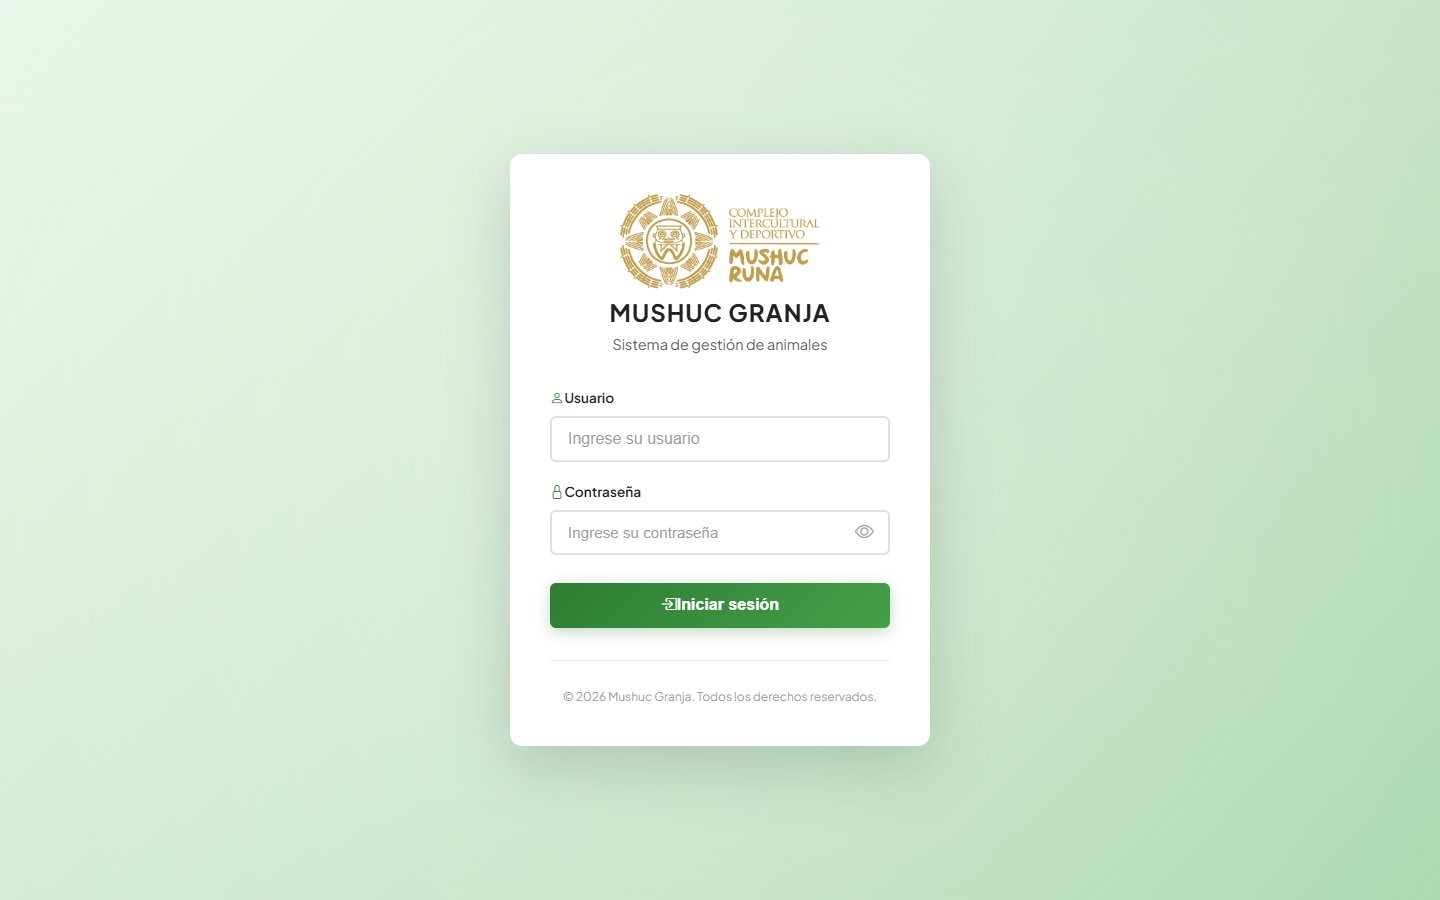 COMPLEJO
INTERCULTURAL
Y DEPORTIVO
MUSHUC
RUNA
MUSHUC GRANJA
Sistema de gestión de animales
Usuario
Ingrese su usuario
Contraseña
Ingrese su contraseña
Iniciar sesión
© 2026 Mushuc Granja. Todos los derechos reservados.